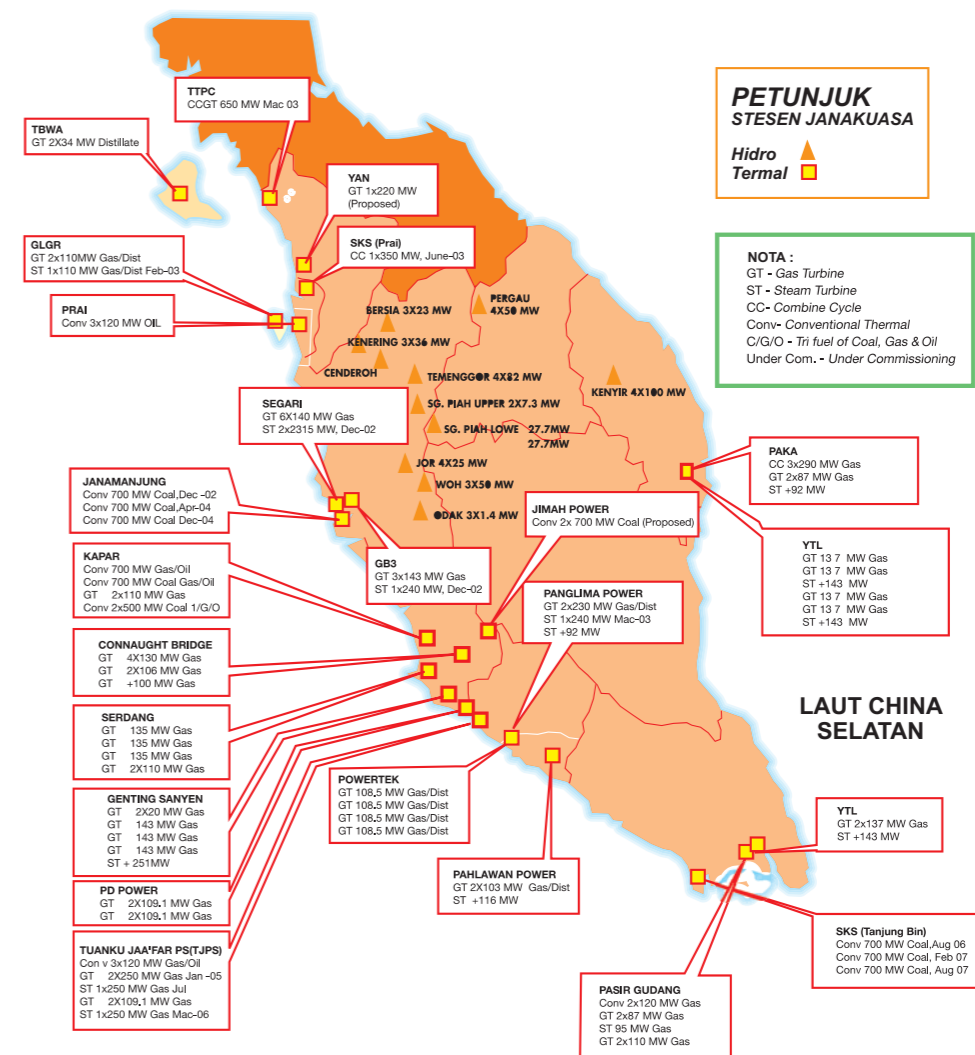 TTPC
CCGT 650 MW Mac 03
TBWA
GT 2X34 MW Distillate
YAN
GT 1x220 MW
(Proposed)
GLGR
GT 2x110MW Gas/Dist
ST 1x110 MW Gas/Dist Feb-03
SKS (Prai)
CC 1x350 MW, June-03
PRAI
Conv 3x120 MW OIL
PETUNJUK
STESEN JANAKUASA
Hidro
Termal
NOTA :
GT - Gas Turbine
ST - Steam Turbine
CC- Combine Cycle
Conv- Conventional Thermal
C/G/O - Tri fuel of Coal, Gas & Oil
Under Com. - Under Commissioning
PERGAU
4X50 MW
BERSIA 3X23 MW
KENERING 3X36 MW
CENDEROH
TEMENGGOR 4X82 MW
KENYIR 4X100 MW
SG. PIAH UPPER 2X7.3 MW
SG. PIAH LOWE 27.7MW
27.7MW
JOR 4X25 MW
WOH 3X50 MW
ODAK 3X1.4 MW
SEGARI
GT 6X140 MW Gas
ST 2x2315 MW, Dec-02
JANAMANJUNG
Conv 700 MW Coal,Dec -02
Conv 700 MW Coal,Apr-04
Conv 700 MW Coal Dec-04
KAPAR
Conv 700 MW Gas/Oil
Conv 700 MW Coal Gas/Oil
GT 2x110 MW Gas
Conv 2x500 MW Coal 1/G/O
GB3
GT 3x143 MW Gas
ST 1x240 MW, Dec-02
JIMAH POWER
Conv 2x 700 MW Coal (Proposed)
PANGLIMA POWER
GT 2x230 MW Gas/Dist
ST 1x240 MW Mac-03
ST +92 MW
PAKA
CC 3x290 MW Gas
GT 2x87 MW Gas
ST +92 MW
YTL
GT 13 7 MW Gas
GT 13 7 MW Gas
ST +143 MW
GT 13 7 MW Gas
GT 13 7 MW Gas
ST +143 MW
CONNAUGHT BRIDGE
GT 4X130 MW Gas
GT 2X106 MW Gas
GT +100 MW Gas
SERDANG
GT 135 MW Gas
GT 135 MW Gas
GT 135 MW Gas
GT 2X110 MW Gas
LAUT CHINA
SELATAN
GENTING SANYEN
GT 2X20 MW Gas
GT 143 MW Gas
GT 143 MW Gas
GT 143 MW Gas
ST + 251MW
POWERTEK
GT 108.5 MW Gas/Dist
GT 108.5 MW Gas/Dist
GT 108.5 MW Gas/Dist
GT 108.5 MW Gas/Dist
YTL
GT 2x137 MW Gas
ST +143 MW
PD POWER
GT 2X109.1 MW Gas
GT 2X109.1 MW Gas
PAHLAWAN POWER
GT 2X103 MW Gas/Dist
ST +116 MW
TUANKU JAA'FAR PS(TJPS)
Con v 3x120 MW Gas/Oil
GT 2X250 MW Gas Jan -05
ST 1x250 MW Gas Jul
GT 2X109.1 MW Gas
ST 1x250 MW Gas Mac-06
SKS (Tanjung Bin)
Conv 700 MW Coal,Aug 06
Conv 700 MW Coal, Feb 07
Conv 700 MW Coal, Aug 07
PASIR GUDANG
Conv 2x120 MW Gas
GT 2x87 MW Gas
ST 95 MW Gas
GT 2x110 MW Gas